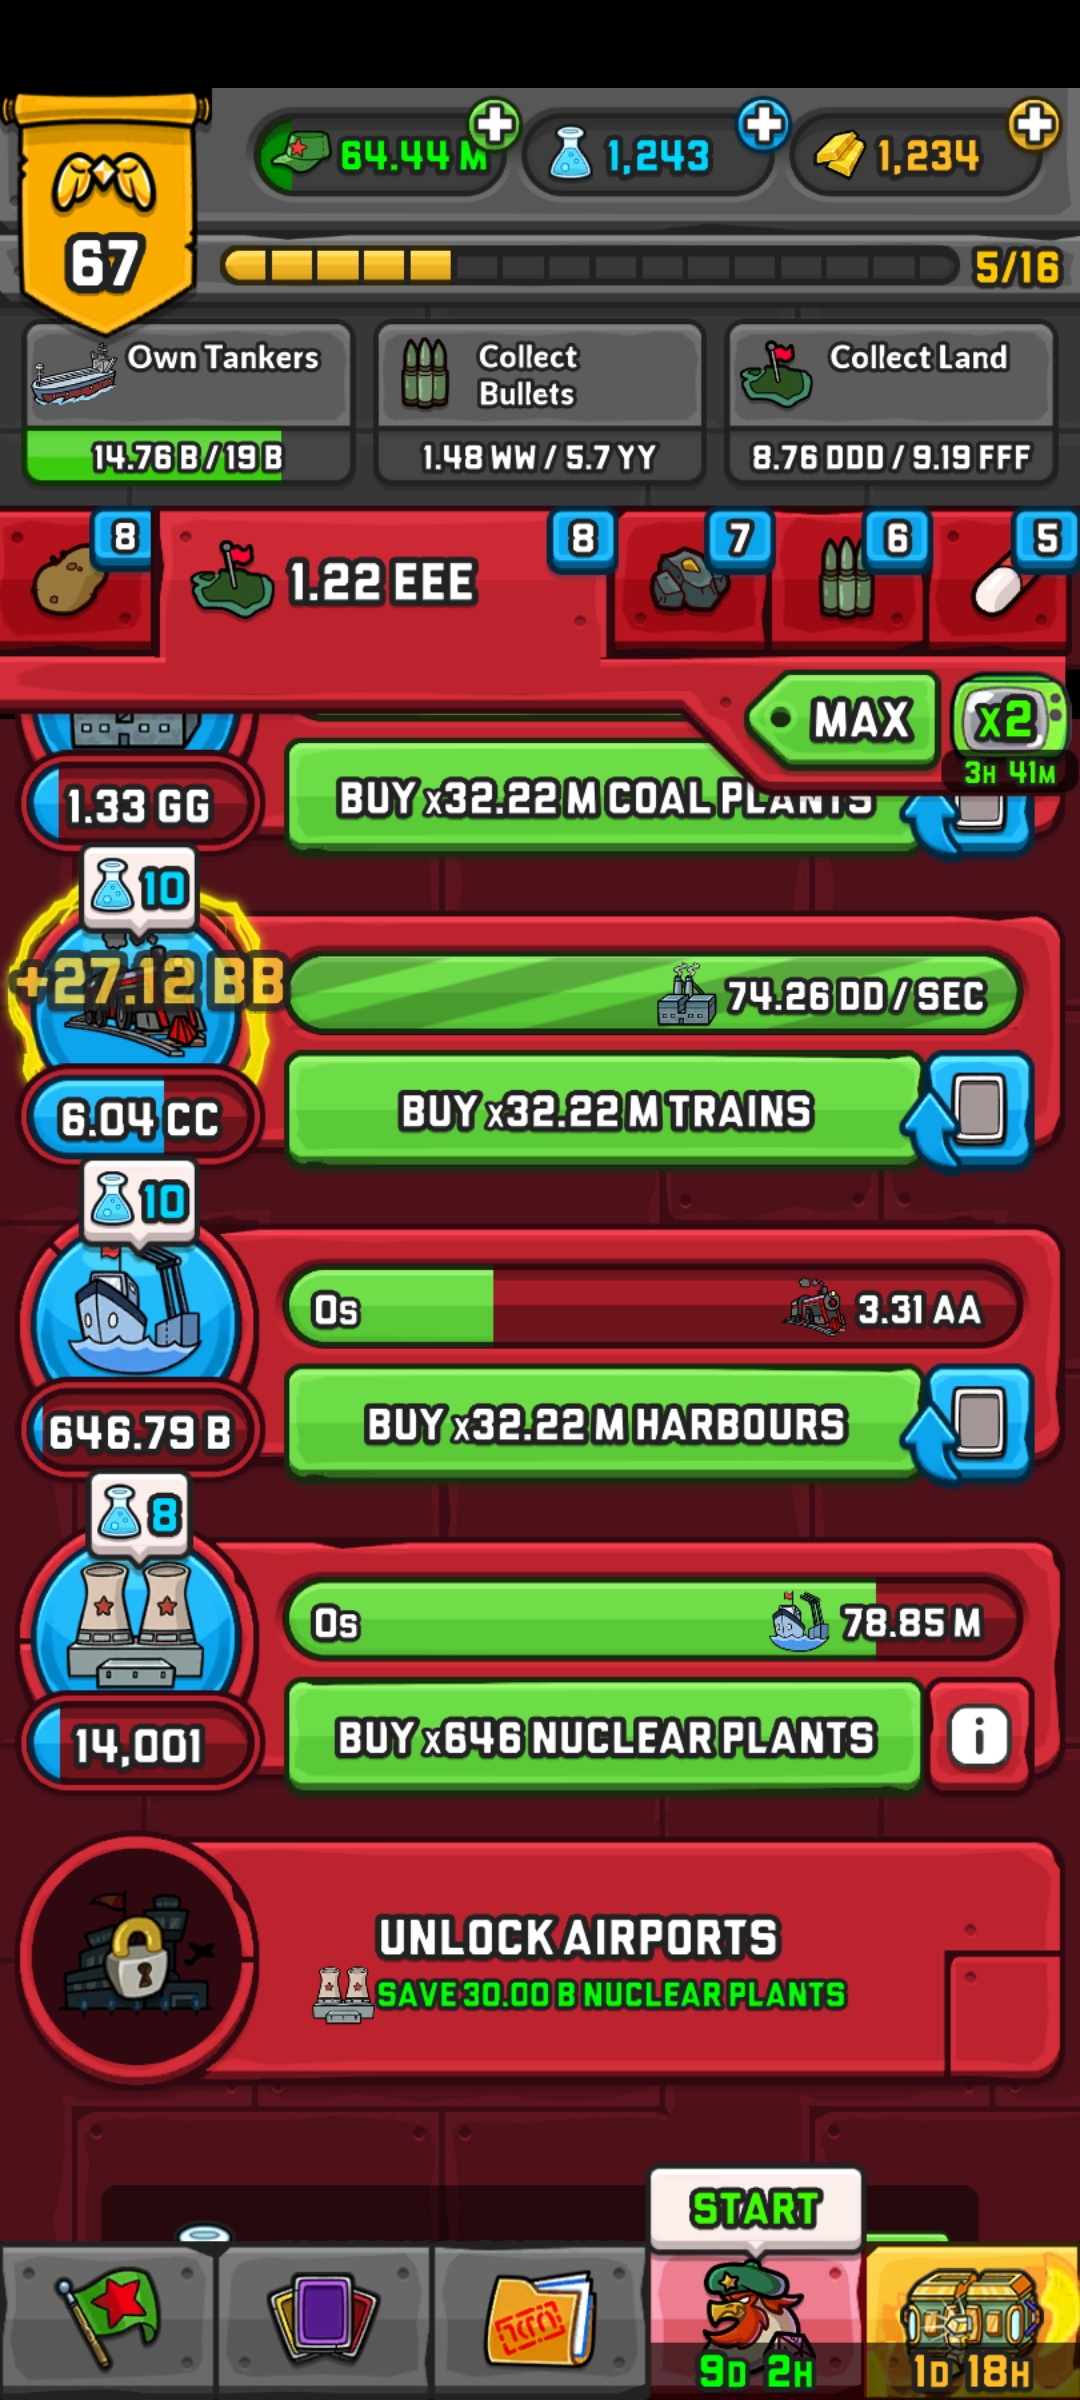 64.44 M
1,243
1,234
67
5/16
Own Tankers
14.76 B / 19 B
Collect
Bullets
1.48 WW / 5.7 YY
Collect Land
8.76 DDD / 9.19 FFF
8
1.22 EEE
8
7
6
5
MAX
x2
3H 41M
1.33 GG
BUY x32.22 M COAL PLANTS
10
+27.12 BB
74.26 DD / SEC
6.04 CC
BUY x32.22 M TRAINS
10
0s
3.31 AA
646.79 B
BUY x32.22 M HARBOURS
8
0s
78.85 M
14,001
BUY x646 NUCLEAR PLANTS
i
UNLOCK AIRPORTS
SAVE 30.00 B NUCLEAR PLANTS
START
9D 2H
1D 18H